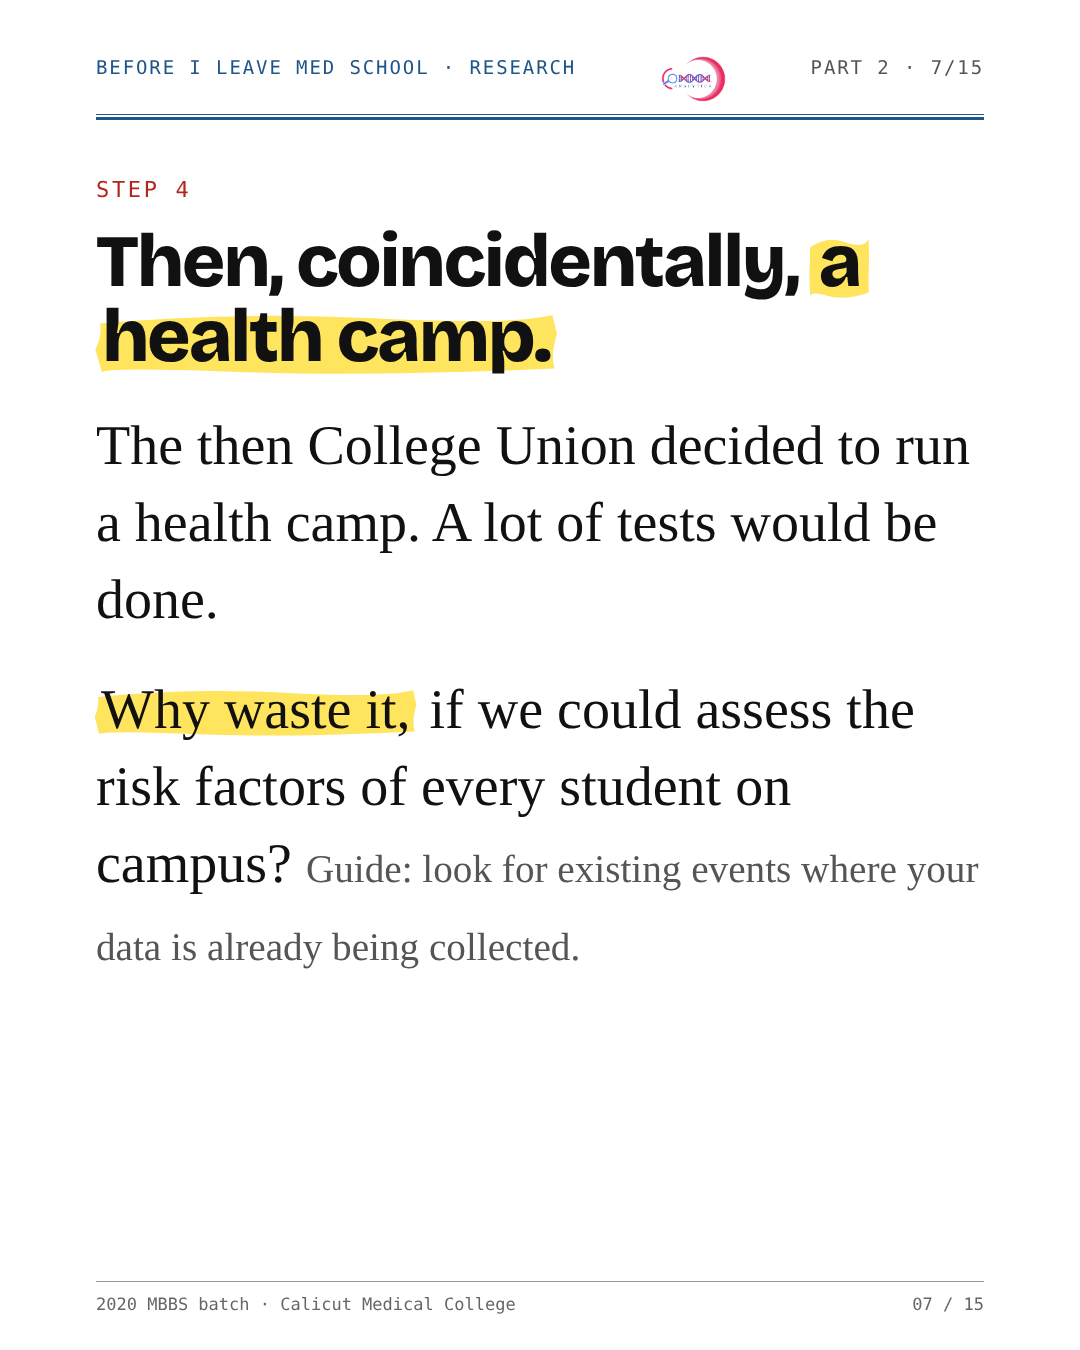 BEFORE I LEAVE MED SCHOOL · RESEARCH
PART 2 · 7/15
STEP 4
Then, coincidentally, a
health camp.
The then College Union decided to run
a health camp. A lot of tests would be
done.
Why waste it, if we could assess the
risk factors of every student on
campus? Guide: look for existing events where your
data is already being collected.
2020 MBBS batch · Calicut Medical College
07 / 15